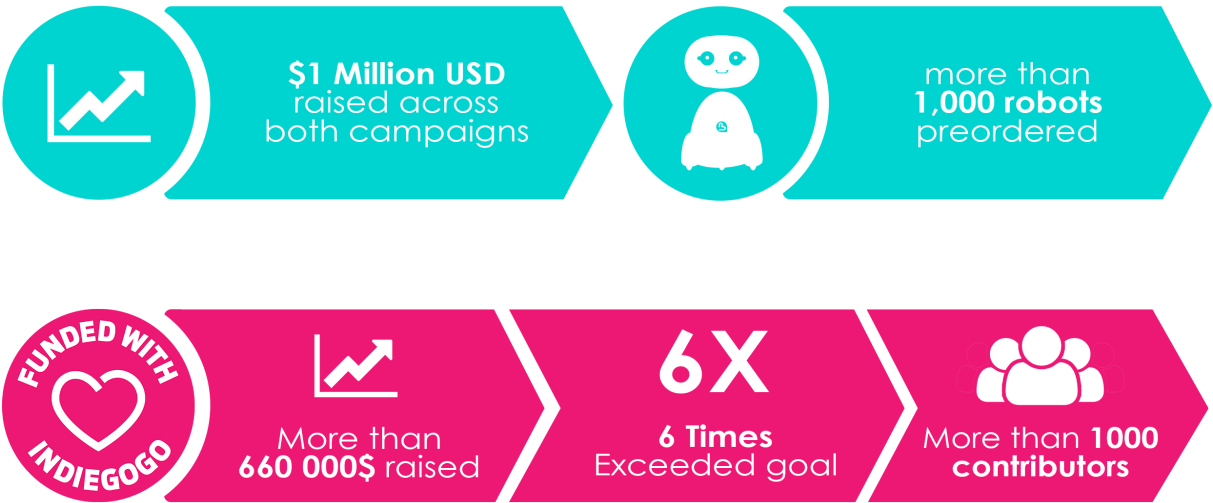 $1 Million USD
raised across
both campaigns
more than
1,000 robots
preordered
FUNDED WITH
INDIEGOGO
More than
660 000$ raised
6X
6 Times
Exceeded goal
More than 1000
contributors